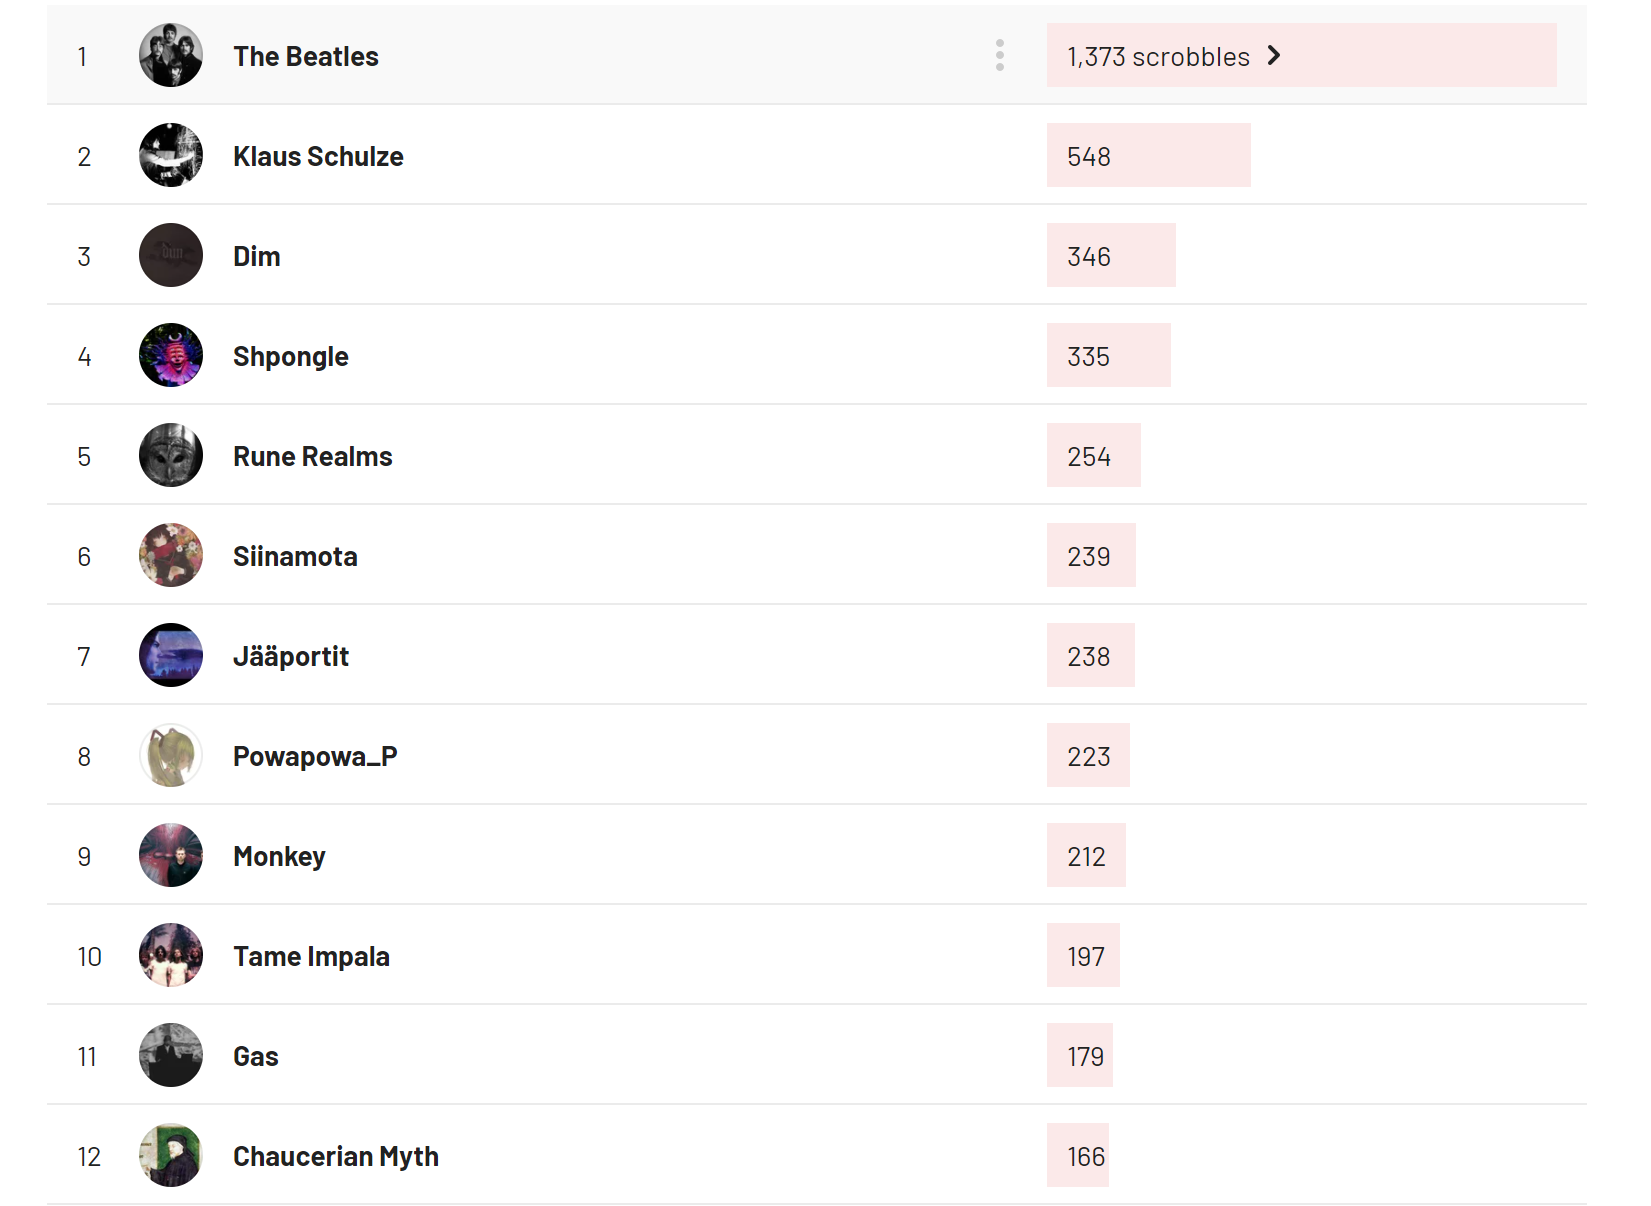 1 The Beatles 1,373 scrobbles
2 Klaus Schulze 548
3 Dim 346
4 Shpongle 335
5 Rune Realms 254
6 Siinamota 239
7 Jääportit 238
8 Powapowa_P 223
9 Monkey 212
10 Tame Impala 197
11 Gas 179
12 Chaucerian Myth 166